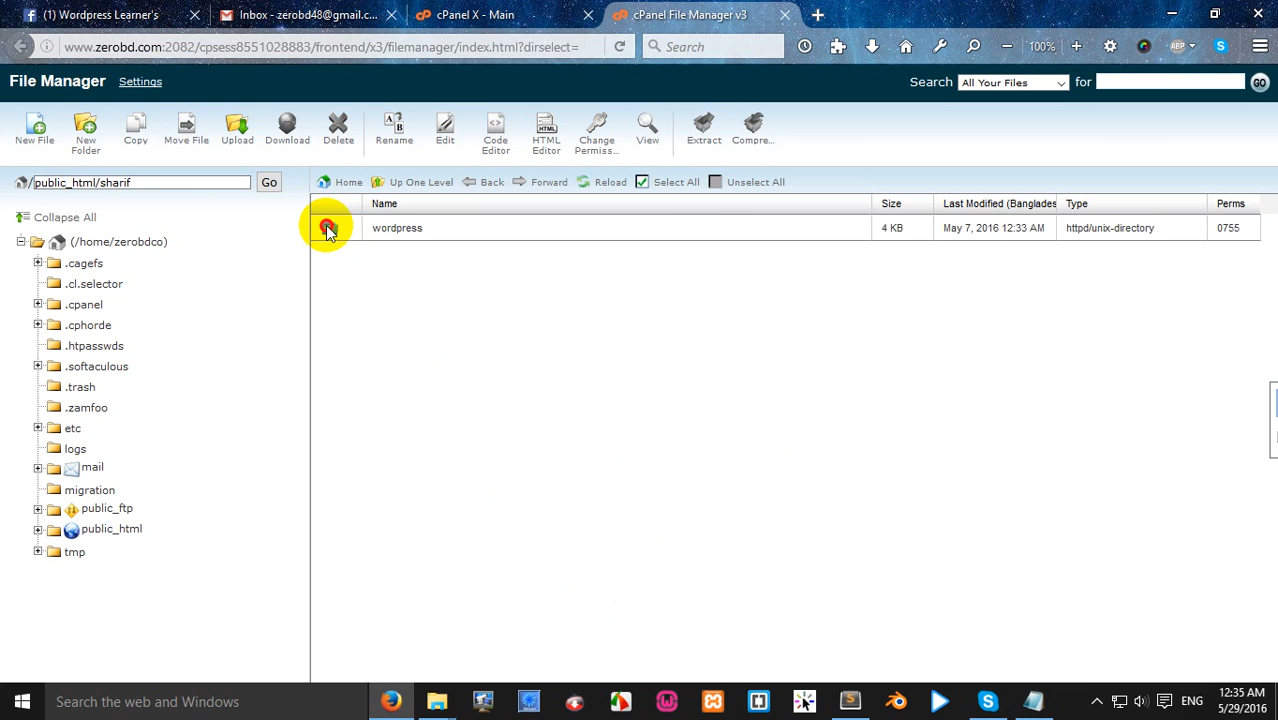 (1) Wordpress Learner's
Inbox - zerobd48@gmail.c...
cPanel X - Main
cPanel File Manager v3
www.zerobd.com:2082/cpsess8551028883/frontend/x3/filemanager/index.html?dirselect=
Search
100%
ABP
File Manager
Settings
Search
All Your Files
for
GO
New File
New Folder
Copy
Move File
Upload
Download
Delete
Rename
Edit
Code Editor
HTML Editor
Change Permiss...
View
Extract
Compre...
/public_html/sharif
Go
Home
Up One Level
Back
Forward
Reload
Select All
Unselect All
Name
Size
Last Modified (Banglades
Type
Perms
wordpress
4 KB
May 7, 2016 12:33 AM
httpd/unix-directory
0755
Collapse All
(/home/zerobdco)
.cagefs
.cl.selector
.cpanel
.cphorde
.htpasswds
.softaculous
.trash
.zamfoo
etc
logs
mail
migration
public_ftp
public_html
tmp
Search the web and Windows
ENG
12:35 AM
5/29/2016